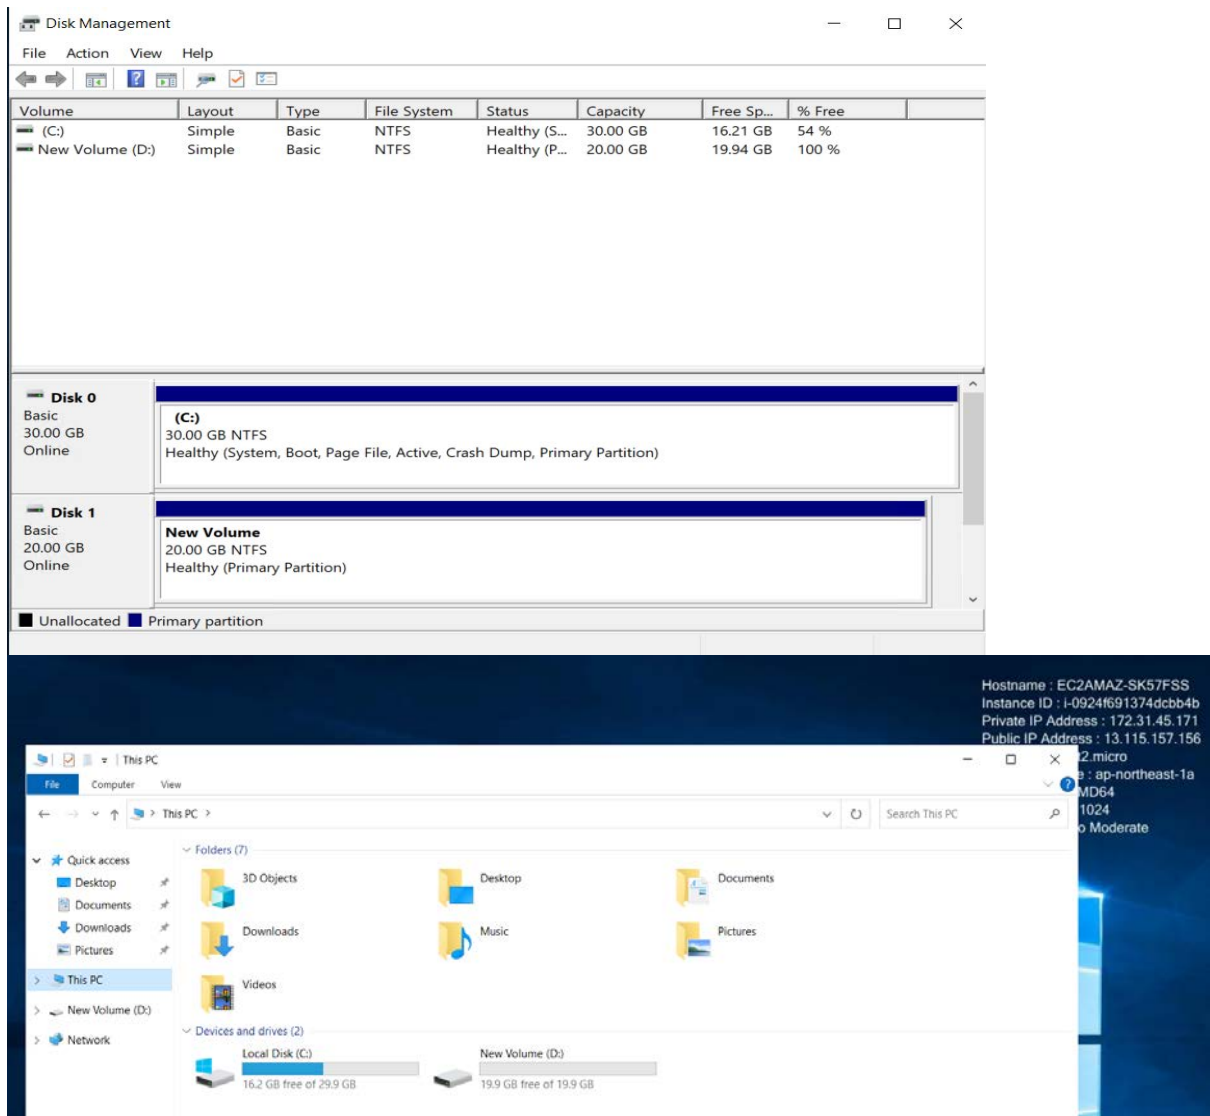 Disk Management
File Action View Help
Volume Layout Type File System Status Capacity Free Sp... % Free
(C:) Simple Basic NTFS Healthy (S... 30.00 GB 16.21 GB 54 %
New Volume (D:) Simple Basic NTFS Healthy (P... 20.00 GB 19.94 GB 100 %
Disk 0
Basic
30.00 GB
Online
(C:)
30.00 GB NTFS
Healthy (System, Boot, Page File, Active, Crash Dump, Primary Partition)
Disk 1
Basic
20.00 GB
Online
New Volume
20.00 GB NTFS
Healthy (Primary Partition)
Unallocated Primary partition
Hostname : EC2AMAZ-SK57FSS
Instance ID : i-0924f691374dcbb4b
Private IP Address : 172.31.45.171
Public IP Address : 13.115.157.156
t2.micro
e : ap-northeast-1a
MD64
1024
o Moderate
This PC
File Computer View
This PC
Search This PC
Quick access
Desktop
Documents
Downloads
Pictures
This PC
New Volume (D:)
Network
Folders (7)
3D Objects Desktop Documents
Downloads Music Pictures
Videos
Devices and drives (2)
Local Disk (C:) New Volume (D:)
16.2 GB free of 29.9 GB 19.9 GB free of 19.9 GB